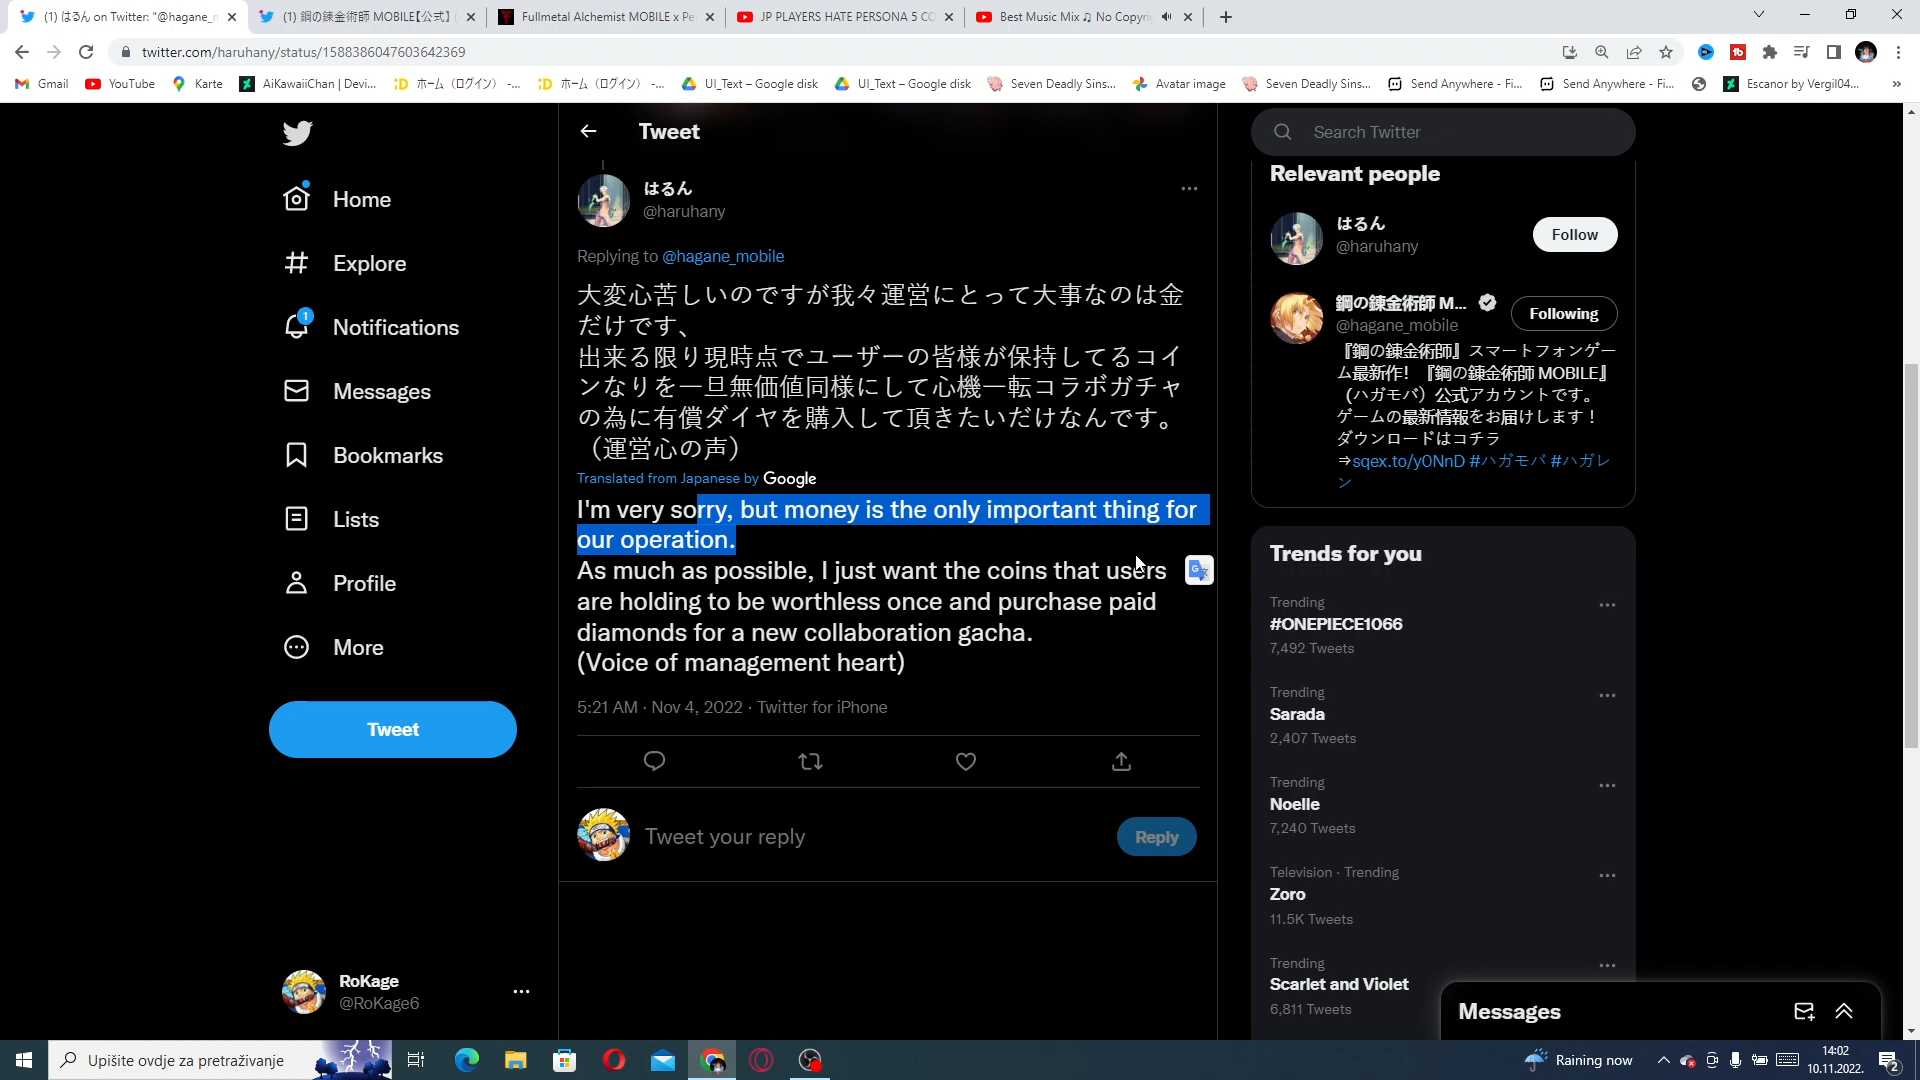 (1) はるん on Twitter: "@hagane_m
(1) 鋼の錬金術師 MOBILE【公式】(
Fullmetal Alchemist MOBILE x Pe
JP PLAYERS HATE PERSONA 5 CO
Best Music Mix ♫ No Copyri
twitter.com/haruhany/status/1588386047603642369
Gmail
YouTube
Karte
AiKawaiiChan | Devi...
ホーム（ログイン） -...
ホーム（ログイン） -...
UI_Text – Google disk
UI_Text – Google disk
Seven Deadly Sins...
Avatar image
Seven Deadly Sins...
Send Anywhere - Fi...
Send Anywhere - Fi...
Escanor by Vergil04...
Home
Explore
1
Notifications
Messages
Bookmarks
Lists
Profile
More
Tweet
RoKage
@RoKage6
Tweet
はるん
@haruhany
Replying to @hagane_mobile
大変心苦しいのですが我々運営にとって大事なのは金
だけです、
出来る限り現時点でユーザーの皆様が保持してるコイ
ンなりを一旦無価値同様にして心機一転コラボガチャ
の為に有償ダイヤを購入して頂きたいだけなんです。
（運営心の声）
Translated from Japanese by Google
I'm very sorry, but money is the only important thing for
our operation.
As much as possible, I just want the coins that users
are holding to be worthless once and purchase paid
diamonds for a new collaboration gacha.
(Voice of management heart)
5:21 AM · Nov 4, 2022 · Twitter for iPhone
Tweet your reply
Reply
Search Twitter
Relevant people
はるん
@haruhany
Follow
鋼の錬金術師 M...
@hagane_mobile
Following
『鋼の錬金術師』スマートフォンゲー
ム最新作！『鋼の錬金術師 MOBILE』
（ハガモバ）公式アカウントです。
ゲームの最新情報をお届けします！
ダウンロードはコチラ
⇒sqex.to/y0NnD #ハガモバ #ハガレ
ン
Trends for you
Trending
#ONEPIECE1066
7,492 Tweets
Trending
Sarada
2,407 Tweets
Trending
Noelle
7,240 Tweets
Television · Trending
Zoro
11.5K Tweets
Trending
Scarlet and Violet
6,811 Tweets
Messages
Upišite ovdje za pretraživanje
Raining now
14:02
10.11.2022.
2